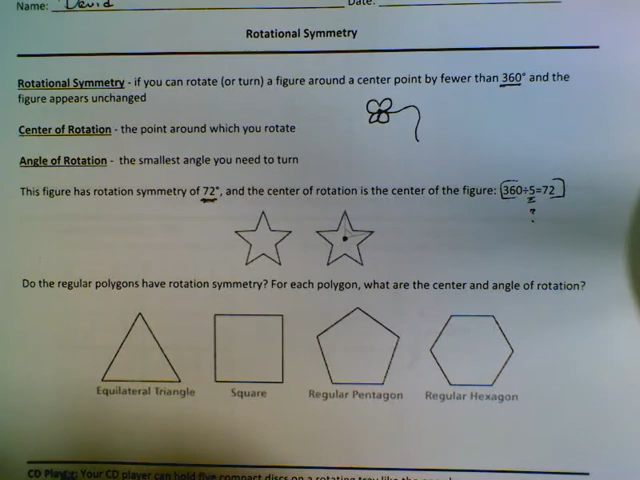 Name: David Date:
Rotational Symmetry
Rotational Symmetry - if you can rotate (or turn) a figure around a center point by fewer than 360° and the
figure appears unchanged
Center of Rotation - the point around which you rotate
Angle of Rotation - the smallest angle you need to turn
This figure has rotation symmetry of 72°, and the center of rotation is the center of the figure: [360÷5=72]
?
Do the regular polygons have rotation symmetry? For each polygon, what are the center and angle of rotation?
Equilateral Triangle Square Regular Pentagon Regular Hexagon
CD Player: Your CD player can hold five compact discs on a rotating tray like the